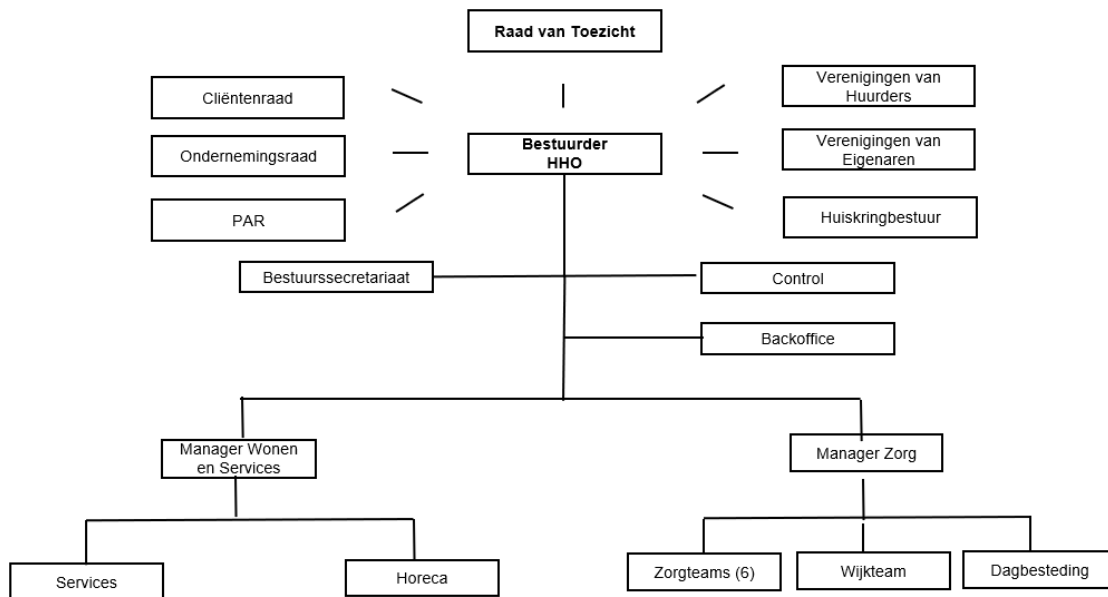 Raad van Toezicht
Cliëntenraad
Verenigingen van
Huurders
Ondernemingsraad
Bestuurder
HHO
Verenigingen van
Eigenaren
PAR
Huiskringbestuur
Bestuurssecretariaat
Control
Backoffice
Manager Wonen
en Services
Manager Zorg
Services
Horeca
Zorgteams (6)
Wijkteam
Dagbesteding